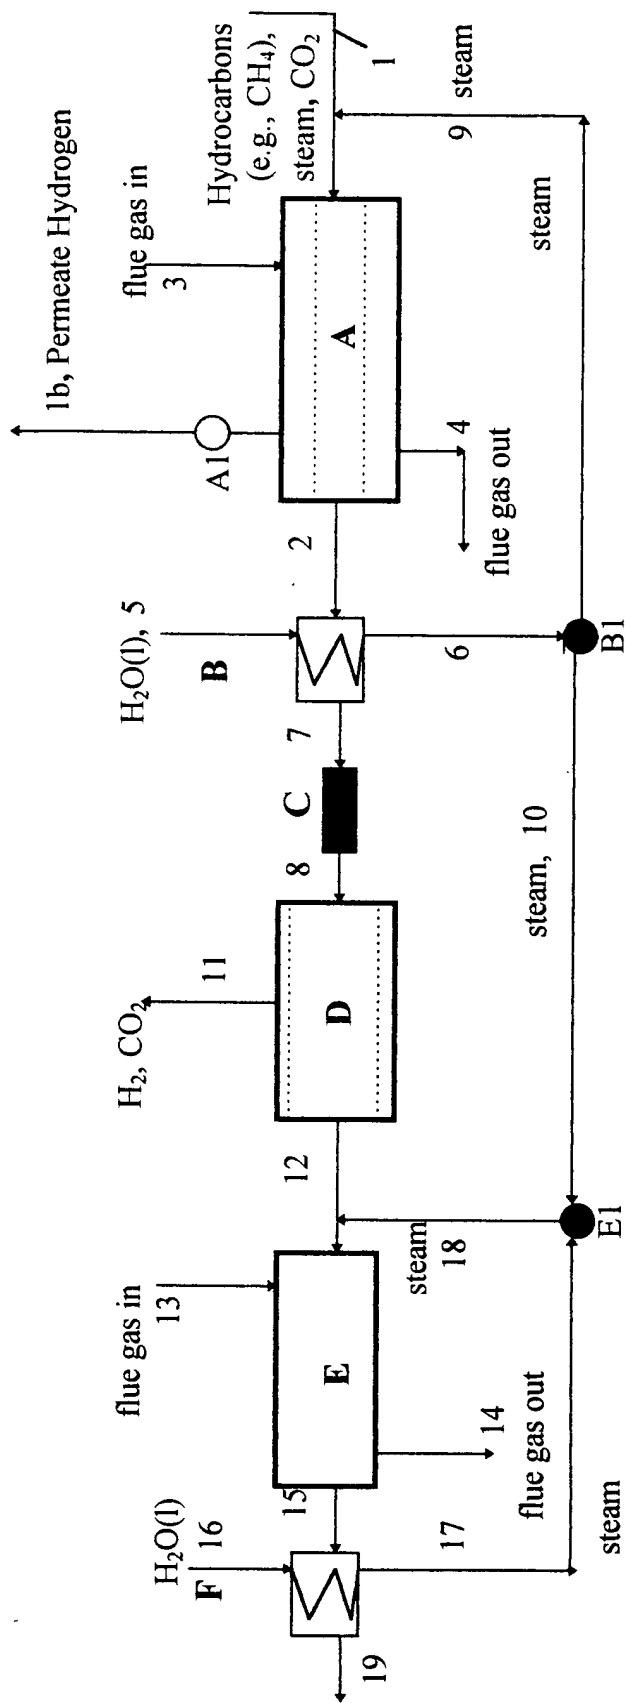 1b, Permeate Hydrogen
flue gas in
3
Hydrocarbons
(e.g., CH₄),
steam, CO₂
1
steam
9
steam
A
A1
4
flue gas out
2
H₂O(l), 5
B
6
B1
7
C
8
steam, 10
11
H₂, CO₂
D
12
steam
18
E1
flue gas in
13
E
14
flue gas out
15
H₂O(l)
16
F
17
steam
19